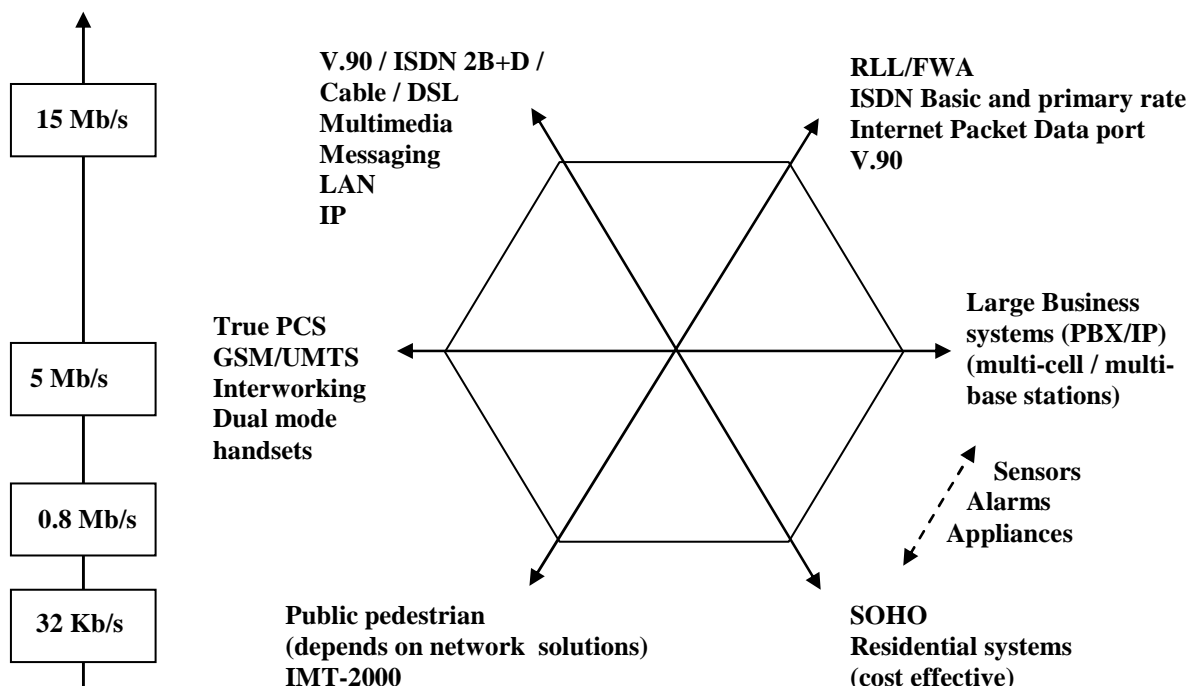 15 Mb/s
5 Mb/s
0.8 Mb/s
32 Kb/s
V.90 / ISDN 2B+D /
Cable / DSL
Multimedia
Messaging
LAN
IP
RLL/FWA
ISDN Basic and primary rate
Internet Packet Data port
V.90
True PCS
GSM/UMTS
Interworking
Dual mode
handsets
Large Business
systems (PBX/IP)
(multi-cell / multi-
base stations)
Sensors
Alarms
Appliances
Public pedestrian
(depends on network solutions)
IMT-2000
SOHO
Residential systems
(cost effective)